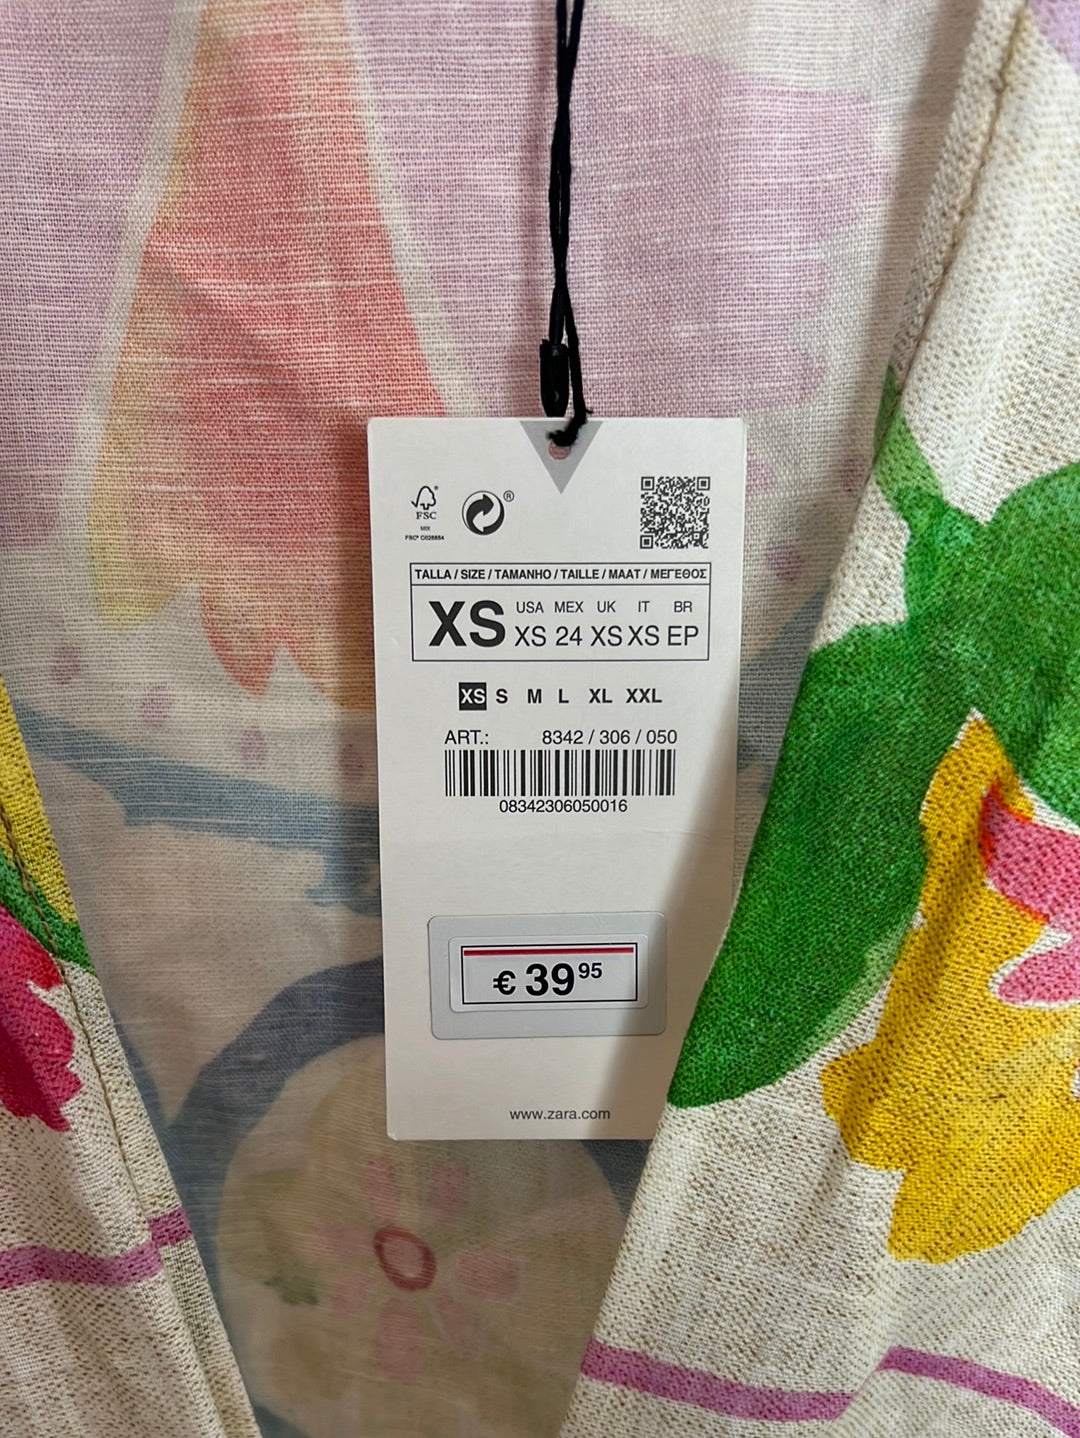 FSC®
MIX
FSC® C028854
®
TALLA / SIZE / TAMANHO / TAILLE / MAAT / ΜΕΓΕΘΟΣ
XS
USA MEX UK IT BR
XS 24 XS XS EP
XS S M L XL XXL
ART.: 8342 / 306 / 050
08342306050016
€ 39 95
www.zara.com